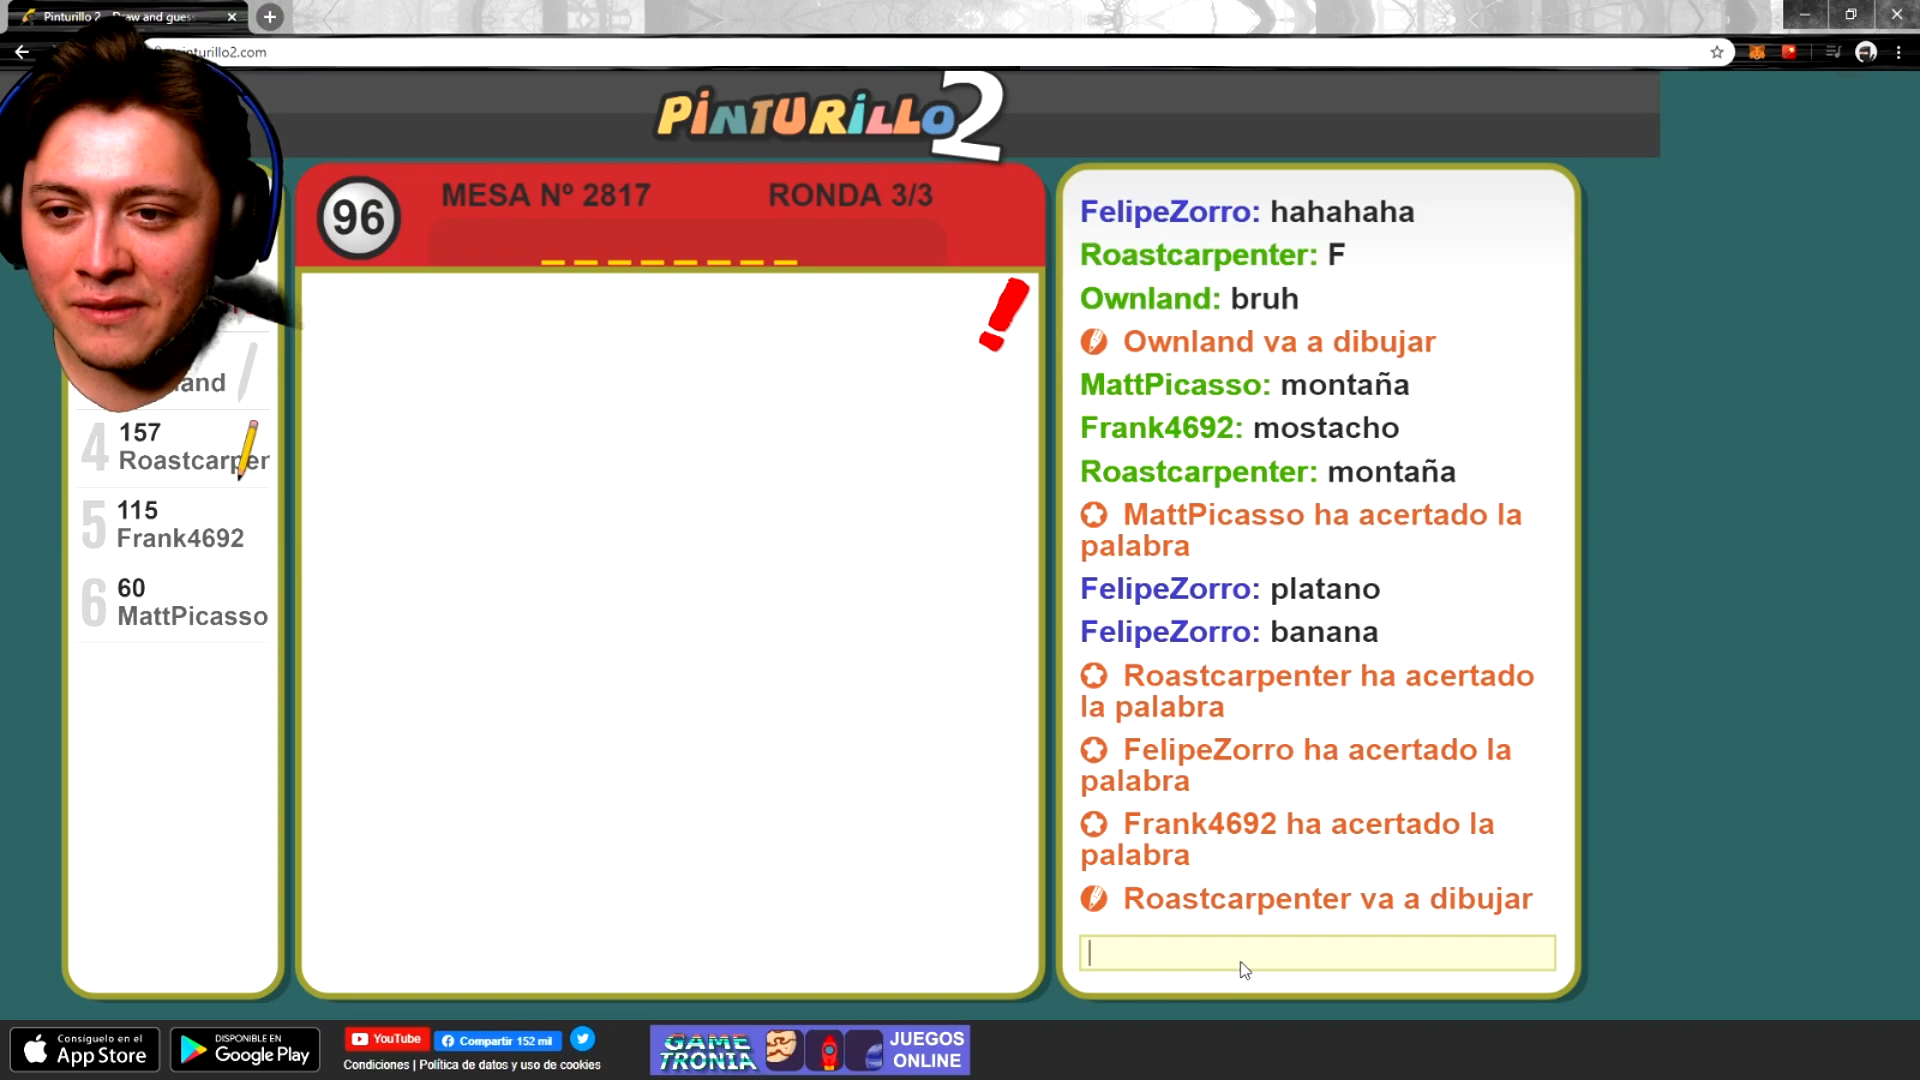 Pinturillo 2
pinturillo2.com
PiNTURiLLo 2
96
MESA Nº 2817
RONDA 3/3
4
157
Roastcarper
5
115
Frank4692
6
60
MattPicasso
FelipeZorro: hahahaha
Roastcarpenter: F
Ownland: bruh
Ownland va a dibujar
MattPicasso: montaña
Frank4692: mostacho
Roastcarpenter: montaña
MattPicasso ha acertado la
palabra
FelipeZorro: platano
FelipeZorro: banana
Roastcarpenter ha acertado
la palabra
FelipeZorro ha acertado la
palabra
Frank4692 ha acertado la
palabra
Roastcarpenter va a dibujar
Consíguelo en el
App Store
DISPONIBLE EN
Google Play
YouTube
Compartir 152 mil
Condiciones | Política de datos y uso de cookies
GAME
TRONIA
JUEGOS
ONLINE